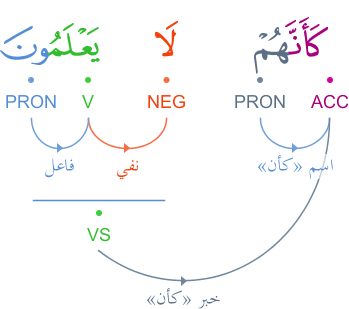 كَأَنَّهُمْ لَا يَعْلَمُونَ
ACC PRON NEG V PRON
اسم «كأن» نفي فاعل
VS
خبر «كأن»